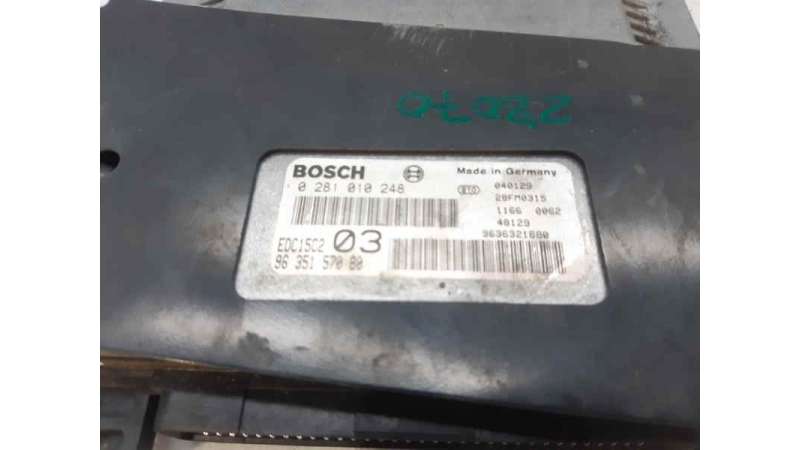 BOSCH
Made in Germany
0 281 010 248
040129
28FM0315
1166 0062
48129
9636321880
EDC15C2
03
96 351 570 80